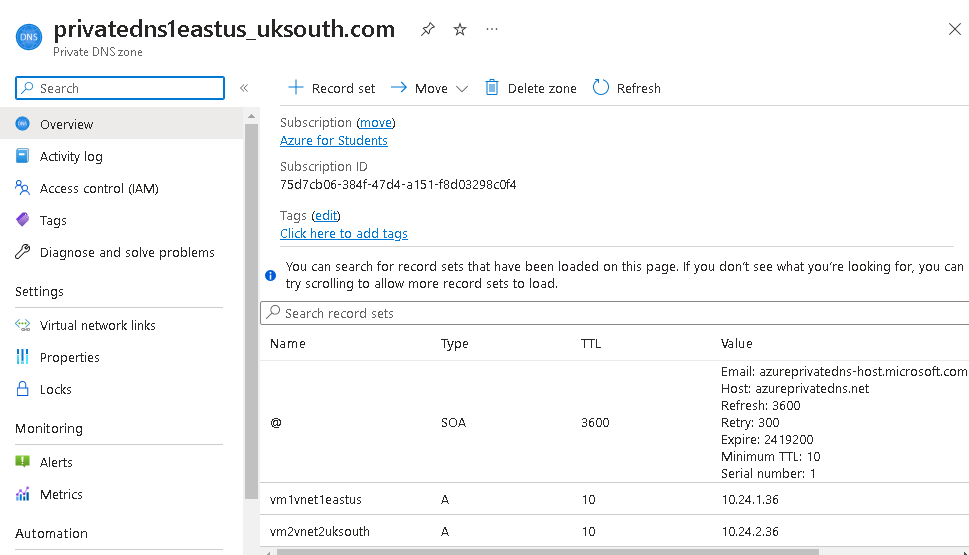 DNS
privatedns1eastus_uksouth.com
Private DNS zone
Search
«
Record set
Move
Delete zone
Refresh
Overview
Activity log
Access control (IAM)
Tags
Diagnose and solve problems
Settings
Virtual network links
Properties
Locks
Monitoring
Alerts
Metrics
Automation
Subscription (move)
Azure for Students
Subscription ID
75d7cb06-384f-47d4-a151-f8d03298c0f4
Tags (edit)
Click here to add tags
You can search for record sets that have been loaded on this page. If you don't see what you're looking for, you can
try scrolling to allow more record sets to load.
Search record sets
Name Type TTL Value
Email: azureprivatedns-host.microsoft.com
Host: azureprivatedns.net
Refresh: 3600
@ SOA 3600 Retry: 300
Expire: 2419200
Minimum TTL: 10
Serial number: 1
vm1vnet1eastus A 10 10.24.1.36
vm2vnet2uksouth A 10 10.24.2.36